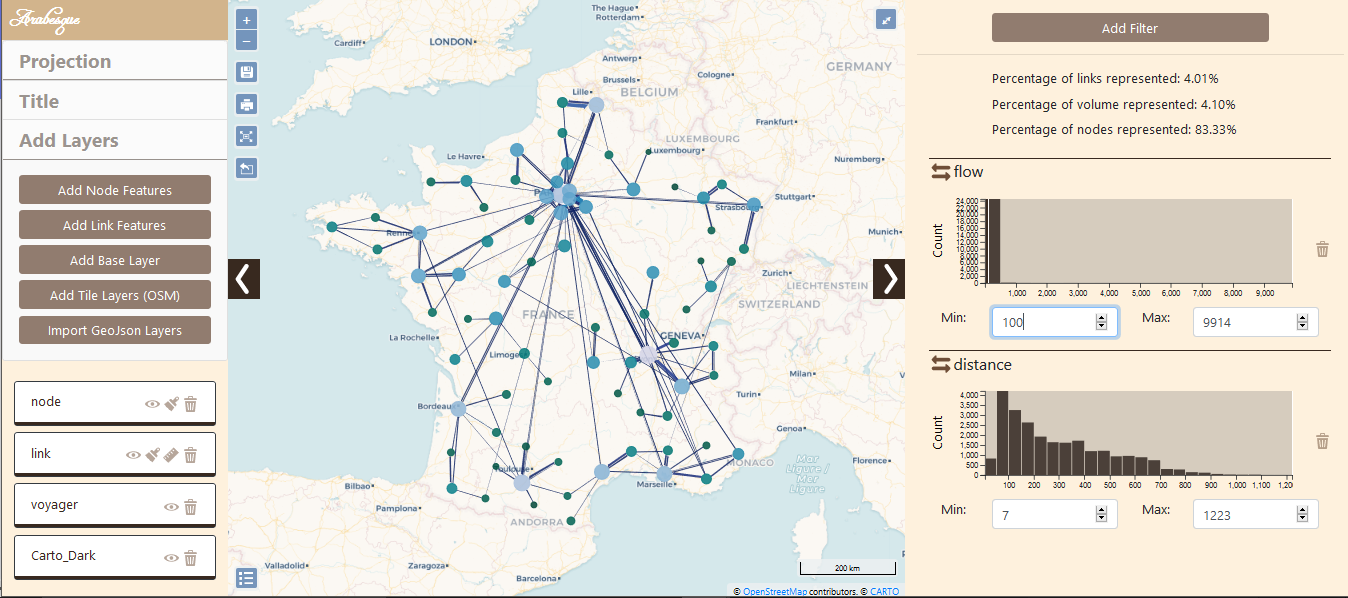 Arabesque
Projection
Title
Add Layers
Add Node Features
Add Link Features
Add Base Layer
Add Tile Layers (OSM)
Import GeoJson Layers
node
link
voyager
Carto_Dark
+
−
The Hague
Rotterdam
Cardiff
LONDON
Antwerp
Brussels
Cologne
GERMANY
Lille
BELGIUM
Frankfurt
LUXEMBOURG
Luxembourg
Le Havre
Nuremberg
P
Stuttgart
Strasbourg
Renne
Munich
Zurich
LIECHTENSTEIN
SWITZERLAND
FRANCE
GENEVA
La Rochelle
Limoges
Milan
V
Turin
Bordeau
Genoa
Mar
Ligure /
Mer
Ligure
Florence
MONACO
Toulouse
Marseille
Bilbao
Pamplona
ANDORRA
Valladolid
Zaragoza
Barcelona
200 km
© OpenStreetMap contributors. © CARTO
Add Filter
Percentage of links represented: 4.01%
Percentage of volume represented: 4.10%
Percentage of nodes represented: 83.33%
flow
Count
24,000
22,000
20,000
18,000
16,000
14,000
12,000
10,000
8,000
6,000
4,000
2,000
0
1,000 2,000 3,000 4,000 5,000 6,000 7,000 8,000 9,000
Min: 100 Max: 9914
distance
Count
4,000
3,500
3,000
2,500
2,000
1,500
1,000
500
0
100 200 300 400 500 600 700 800 900 1,000 1,100 1,20
Min: 7 Max: 1223